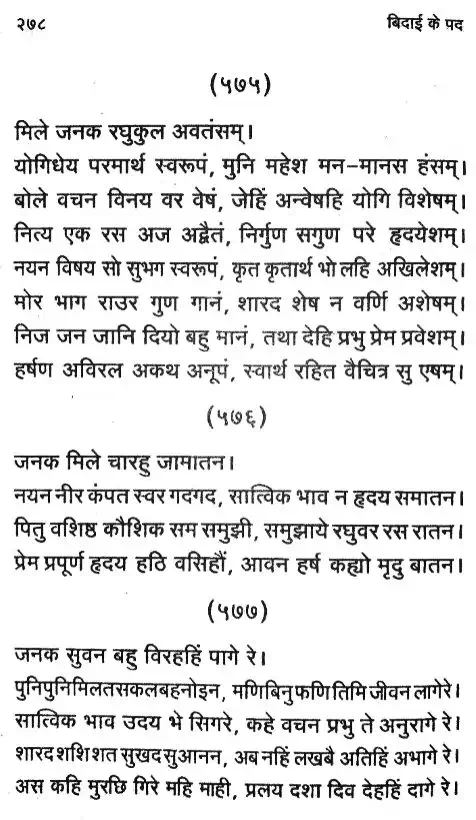 २७८ बिदाई के पद
(५७५)
मिले जनक रघुकुल अवतंसम्।
योगिधेय परमार्थ स्वरूपं, मुनि महेश मन-मानस हंसम्।
बोले वचन विनय वर वेषं, जेहिं अन्वेषहि योगि विशेषम्।
नित्य एक रस अज अद्वैतं, निर्गुण सगुण परे हृदयेशम्।
नयन विषय सो सुभग स्वरूपं, कृत कृतार्थ भो लहि अखिलेशम्।
मोर भाग राउर गुण गानं, शारद शेष न वर्णि अशेषम्।
निज जन जानि दियो बहु मानं, तथा देहि प्रभु प्रेम प्रवेशम्।
हर्षण अविरल अकथ अनूपं, स्वार्थ रहित वैचित्र सु एषम्।
(५७६)
जनक मिले चारहु जामातन।
नयन नीर कंपत स्वर गदगद, सात्विक भाव न हृदय समातन।
पितु वशिष्ठ कौशिक सम समुझी, समुझाये रघुवर रस रातन।
प्रेम प्रपूर्ण हृदय हठि वसिहौं, आवन हर्ष कह्यो मृदु बातन।
(५७७)
जनक सुवन बहु विरहहिं पागे रे।
पुनि पुनि मिलत सकल बहनोइन, मणि बिनु फणि तिमि जीवन लागे रे।
सात्विक भाव उदय भे सिगरे, कहे वचन प्रभु ते अनुरागे रे।
शारद शशि शत सुखद सुआनन, अब नहिं लखबै अतिहिं अभागे रे।
अस कहि मुरछि गिरे महि माही, प्रलय दशा दिव देहहिं दागे रे।